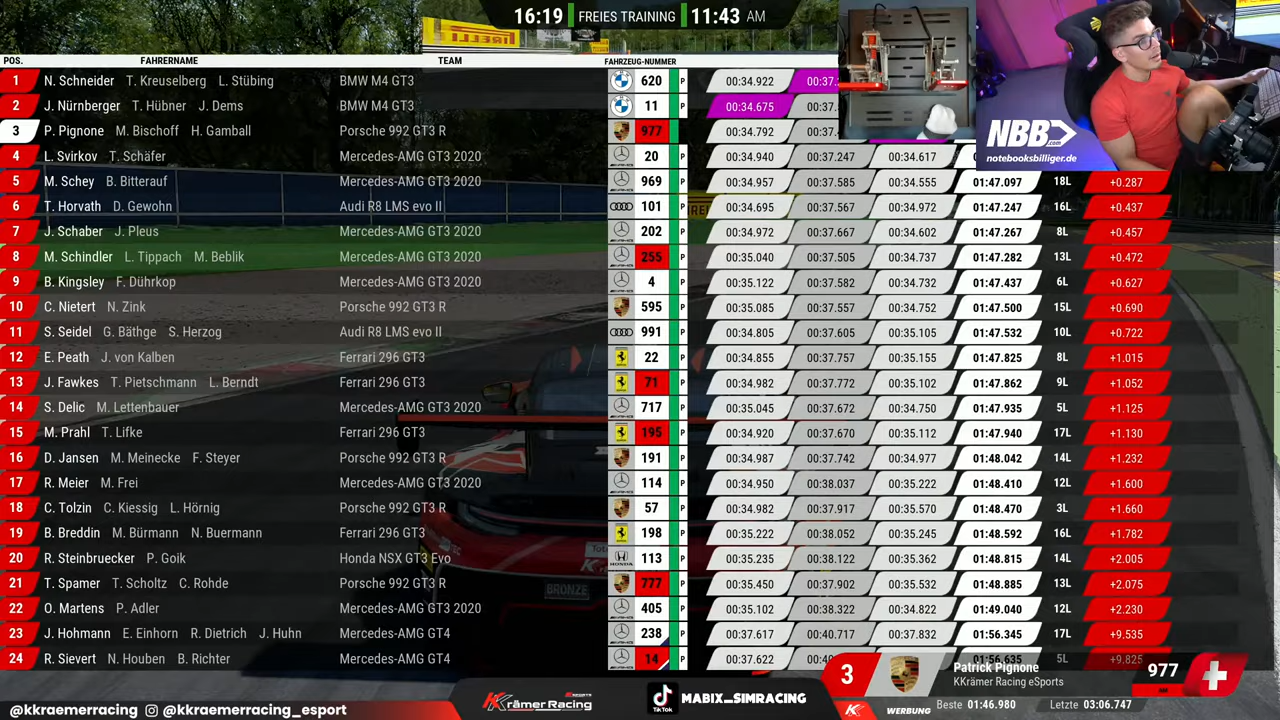 16:19 FREIES TRAINING 11:43 AM
POS. FAHRERNAME TEAM FAHRZEUG-NUMMER
1 N. Schneider T. Kreuselberg L. Stübing BMW M4 GT3 620 P 00:34.922
2 J. Nürnberger T. Hübner J. Dems BMW M4 GT3 11 P 00:34.675
3 P. Pignone M. Bischoff H. Gamball Porsche 992 GT3 R 977 P 00:34.792
4 L. Svirkov T. Schäfer Mercedes-AMG GT3 2020 20 P 00:34.940 00:37.247 00:34.617
5 M. Schey B. Bitterauf Mercedes-AMG GT3 2020 969 P 00:34.957 00:37.585 00:34.555 01:47.097 18L +0.287
6 T. Horvath D. Gewohn Audi R8 LMS evo II 101 P 00:34.695 00:37.567 00:34.972 01:47.247 16L +0.437
7 J. Schaber J. Pleus Mercedes-AMG GT3 2020 202 P 00:34.972 00:37.667 00:34.602 01:47.267 8L +0.457
8 M. Schindler L. Tippach M. Beblik Mercedes-AMG GT3 2020 255 P 00:35.040 00:37.505 00:34.737 01:47.282 13L +0.472
9 B. Kingsley F. Dührkop Mercedes-AMG GT3 2020 4 P 00:35.122 00:37.582 00:34.732 01:47.437 6L +0.627
10 C. Nietert N. Zink Porsche 992 GT3 R 595 P 00:35.085 00:37.557 00:34.752 01:47.500 15L +0.690
11 S. Seidel G. Bäthge S. Herzog Audi R8 LMS evo II 991 P 00:34.805 00:37.605 00:35.105 01:47.532 10L +0.722
12 E. Peath J. von Kalben Ferrari 296 GT3 22 P 00:34.855 00:37.757 00:35.155 01:47.825 8L +1.015
13 J. Fawkes T. Pietschmann L. Berndt Ferrari 296 GT3 71 P 00:34.982 00:37.772 00:35.102 01:47.862 9L +1.052
14 S. Delic M. Lettenbauer Mercedes-AMG GT3 2020 717 P 00:35.045 00:37.672 00:34.750 01:47.935 5L +1.125
15 M. Prahl T. Lifke Ferrari 296 GT3 195 P 00:34.920 00:37.670 00:35.112 01:47.940 17L +1.130
16 D. Jansen M. Meinecke F. Steyer Porsche 992 GT3 R 191 P 00:34.987 00:37.742 00:34.977 01:48.042 14L +1.232
17 R. Meier M. Frei Mercedes-AMG GT3 2020 114 P 00:34.950 00:38.037 00:35.222 01:48.410 12L +1.600
18 C. Tolzin C. Kiessig L. Hörnig Porsche 992 GT3 R 57 P 00:34.982 00:37.917 00:35.570 01:48.470 3L +1.660
19 B. Breddin M. Bürmann N. Buermann Ferrari 296 GT3 198 P 00:35.222 00:38.052 00:35.245 01:48.592 16L +1.782
20 R. Steinbruecker P. Goik Honda NSX GT3 Evo HONDA 113 P 00:35.235 00:38.122 00:35.362 01:48.815 14L +2.005
21 T. Spamer T. Scholtz C. Rohde Porsche 992 GT3 R 777 P 00:35.450 00:37.902 00:35.532 01:48.885 13L +2.075
22 O. Martens P. Adler Mercedes-AMG GT3 2020 405 P 00:35.102 00:38.322 00:34.822 01:49.040 12L +2.230
23 J. Hohmann E. Einhorn R. Dietrich J. Huhn Mercedes-AMG GT4 238 P 00:37.617 00:40.717 00:37.832 01:56.345 17L +9.535
24 R. Sievert N. Houben B. Richter Mercedes-AMG GT4 14 P 00:37.622 01:56.635 5L +9.825
PIRELLI
NBB.
notebooksbilliger.de
BRONZE
3 Patrick Pignone 977
KKrämer Racing eSports
WERBUNG Beste 01:46.980 Letzte 03:06.747
@kkraemerracing @kkraemerracing_esport
Krämer Racing
TikTok MABIX_SIMRACING